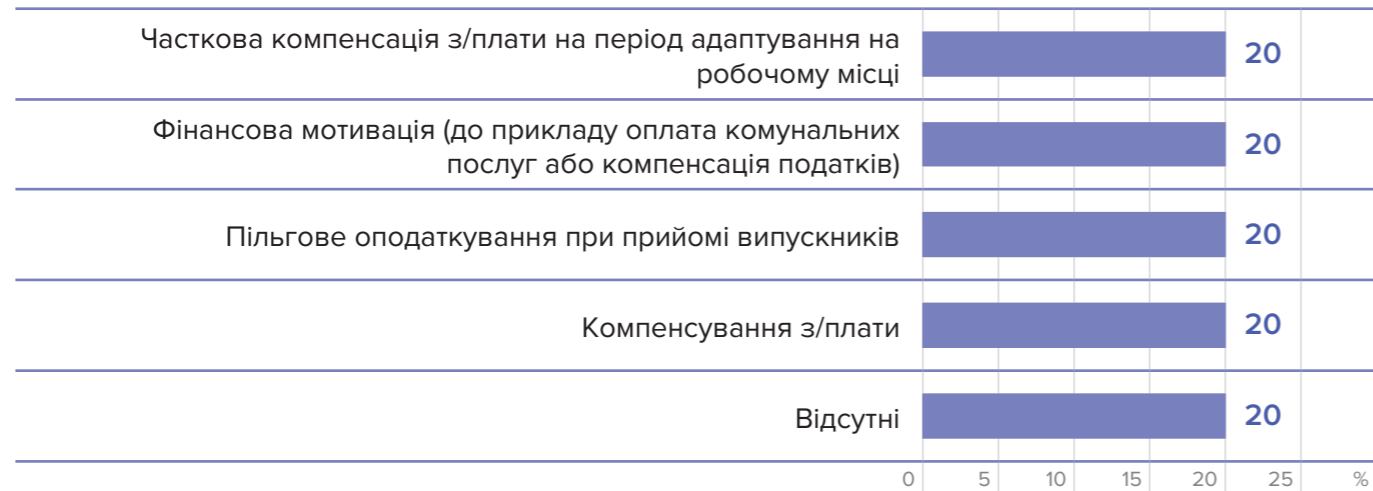 Часткова компенсація з/плати на період адаптування на
робочому місці
20
Фінансова мотивація (до прикладу оплата комунальних
послуг або компенсація податків)
20
Пільгове оподаткування при прийомі випускників
20
Компенсування з/плати
20
Відсутні
20
0 5 10 15 20 25 %